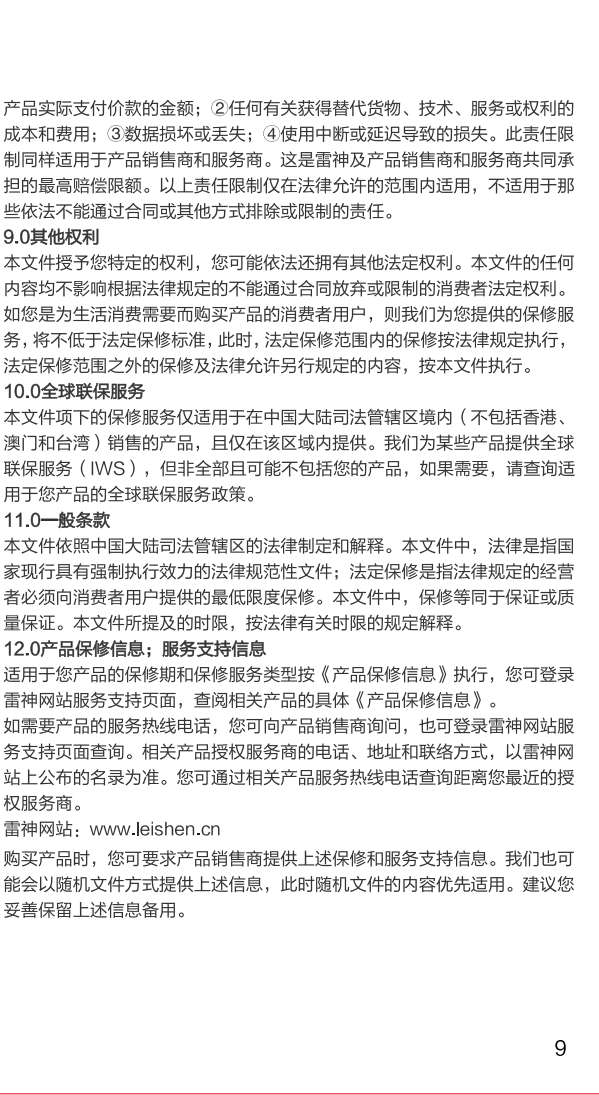 产品实际支付价款的金额；②任何有关获得替代货物、技术、服务或权利的
成本和费用；③数据损坏或丢失；④使用中断或延迟导致的损失。此责任限
制同样适用于产品销售商和服务商。这是雷神及产品销售商和服务商共同承
担的最高赔偿限额。以上责任限制仅在法律允许的范围内适用，不适用于那
些依法不能通过合同或其他方式排除或限制的责任。
9.0其他权利
本文件授予您特定的权利，您可能依法还拥有其他法定权利。本文件的任何
内容均不影响根据法律规定的不能通过合同放弃或限制的消费者法定权利。
如您是为生活消费需要而购买产品的消费者用户，则我们为您提供的保修服
务，将不低于法定保修标准，此时，法定保修范围内的保修按法律规定执行，
法定保修范围之外的保修及法律允许另行规定的内容，按本文件执行。
10.0全球联保服务
本文件项下的保修服务仅适用于在中国大陆司法管辖区境内（不包括香港、
澳门和台湾）销售的产品，且仅在该区域内提供。我们为某些产品提供全球
联保服务（IWS），但非全部且可能不包括您的产品，如果需要，请查询适
用于您产品的全球联保服务政策。
11.0一般条款
本文件依照中国大陆司法管辖区的法律制定和解释。本文件中，法律是指国
家现行具有强制执行效力的法律规范性文件；法定保修是指法律规定的经营
者必须向消费者用户提供的最低限度保修。本文件中，保修等同于保证或质
量保证。本文件所提及的时限，按法律有关时限的规定解释。
12.0产品保修信息；服务支持信息
适用于您产品的保修期和保修服务类型按《产品保修信息》执行，您可登录
雷神网站服务支持页面，查阅相关产品的具体《产品保修信息》。
如需要产品的服务热线电话，您可向产品销售商询问，也可登录雷神网站服
务支持页面查询。相关产品授权服务商的电话、地址和联络方式，以雷神网
站上公布的名录为准。您可通过相关产品服务热线电话查询距离您最近的授
权服务商。
雷神网站：www.leishen.cn
购买产品时，您可要求产品销售商提供上述保修和服务支持信息。我们也可
能会以随机文件方式提供上述信息，此时随机文件的内容优先适用。建议您
妥善保留上述信息备用。
9